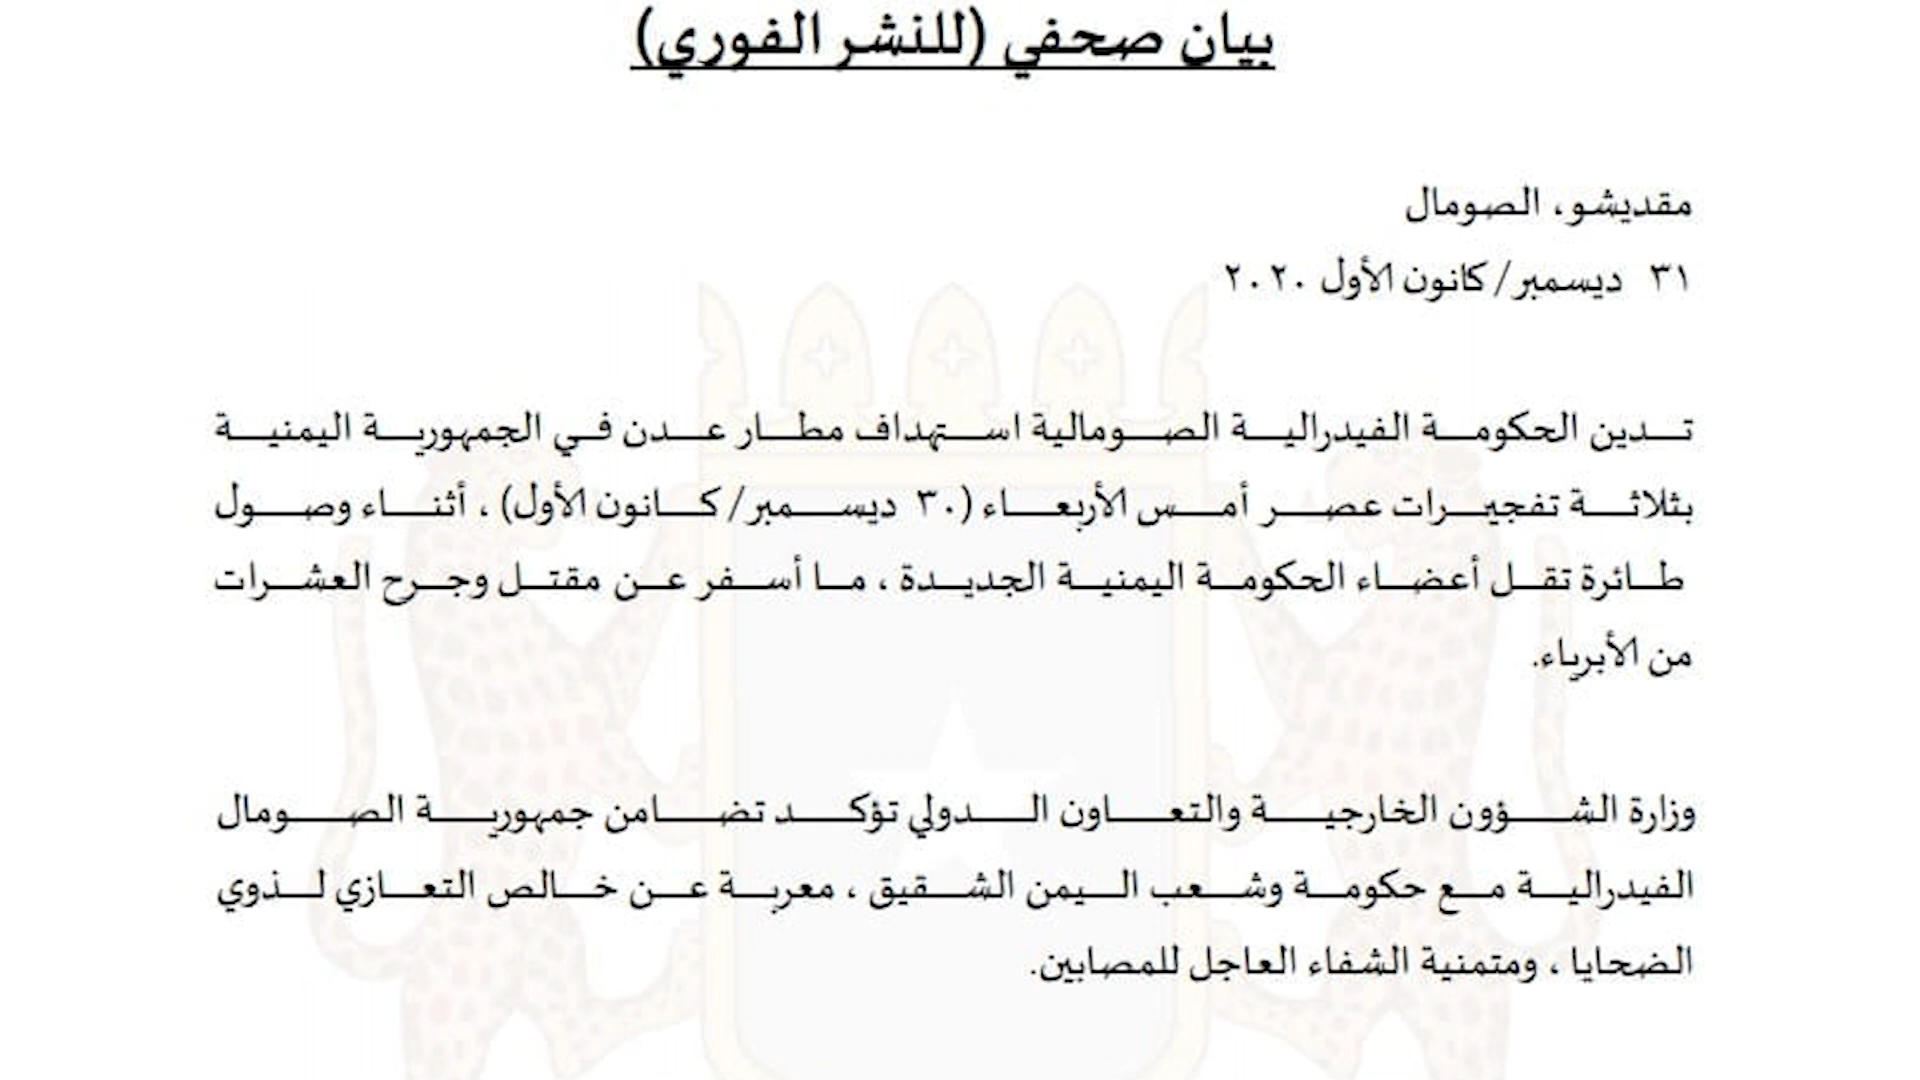 بيان صحفي (للنشر الفوري)
مقديشو، الصومال
٣١ ديسمبر/ كانون الأول ٢٠٢٠
تدين الحكومة الفيدرالية الصومالية استهداف مطار عدن في الجمهورية اليمنية
بثلاثة تفجيرات عصر أمس الأربعاء (٣٠ ديسمبر/ كانون الأول) ، أثناء وصول
طائرة تقل أعضاء الحكومة اليمنية الجديدة ، ما أسفر عن مقتل وجرح العشرات
من الأبرياء.
وزارة الشؤون الخارجية والتعاون الدولي تؤكد تضامن جمهورية الصومال
الفيدرالية مع حكومة وشعب اليمن الشقيق ، معربة عن خالص التعازي لذوي
الضحايا ، ومتمنية الشفاء العاجل للمصابين.